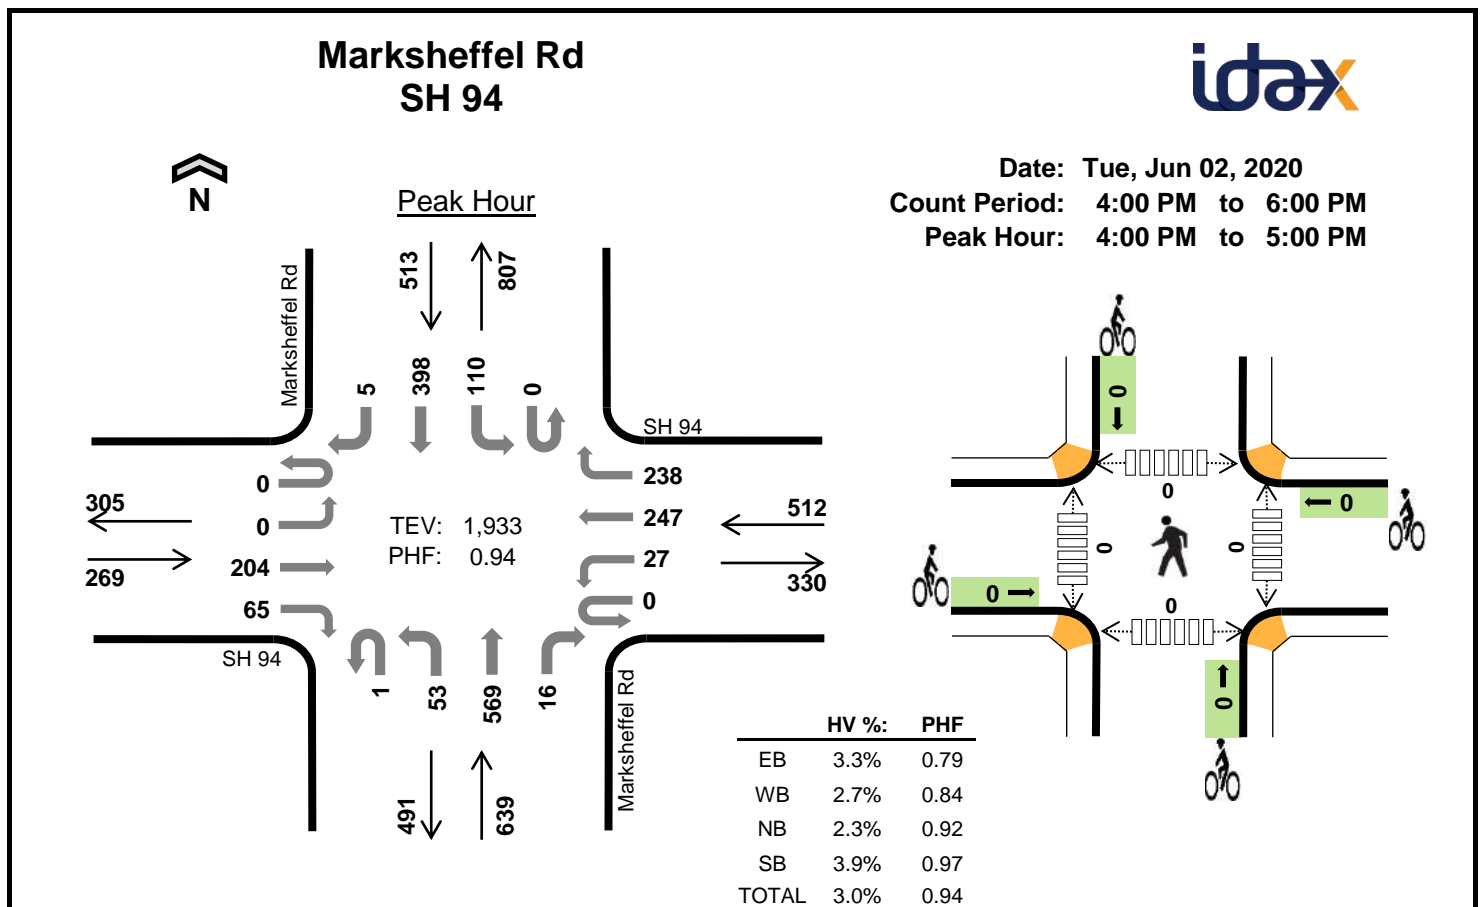 Marksheffel Rd
SH 94
idax
N
Peak Hour
Date: Tue, Jun 02, 2020
Count Period: 4:00 PM to 6:00 PM
Peak Hour: 4:00 PM to 5:00 PM
513
807
Marksheffel Rd
5
398
110
0
SH 94
0
238
305
0
TEV: 1,933
247
512
269
204
PHF: 0.94
27
330
65
0
SH 94
1
53
569
16
Marksheffel Rd
491
639
0
0
0
0
0
0
0
0
HV %: PHF
EB 3.3% 0.79
WB 2.7% 0.84
NB 2.3% 0.92
SB 3.9% 0.97
TOTAL 3.0% 0.94